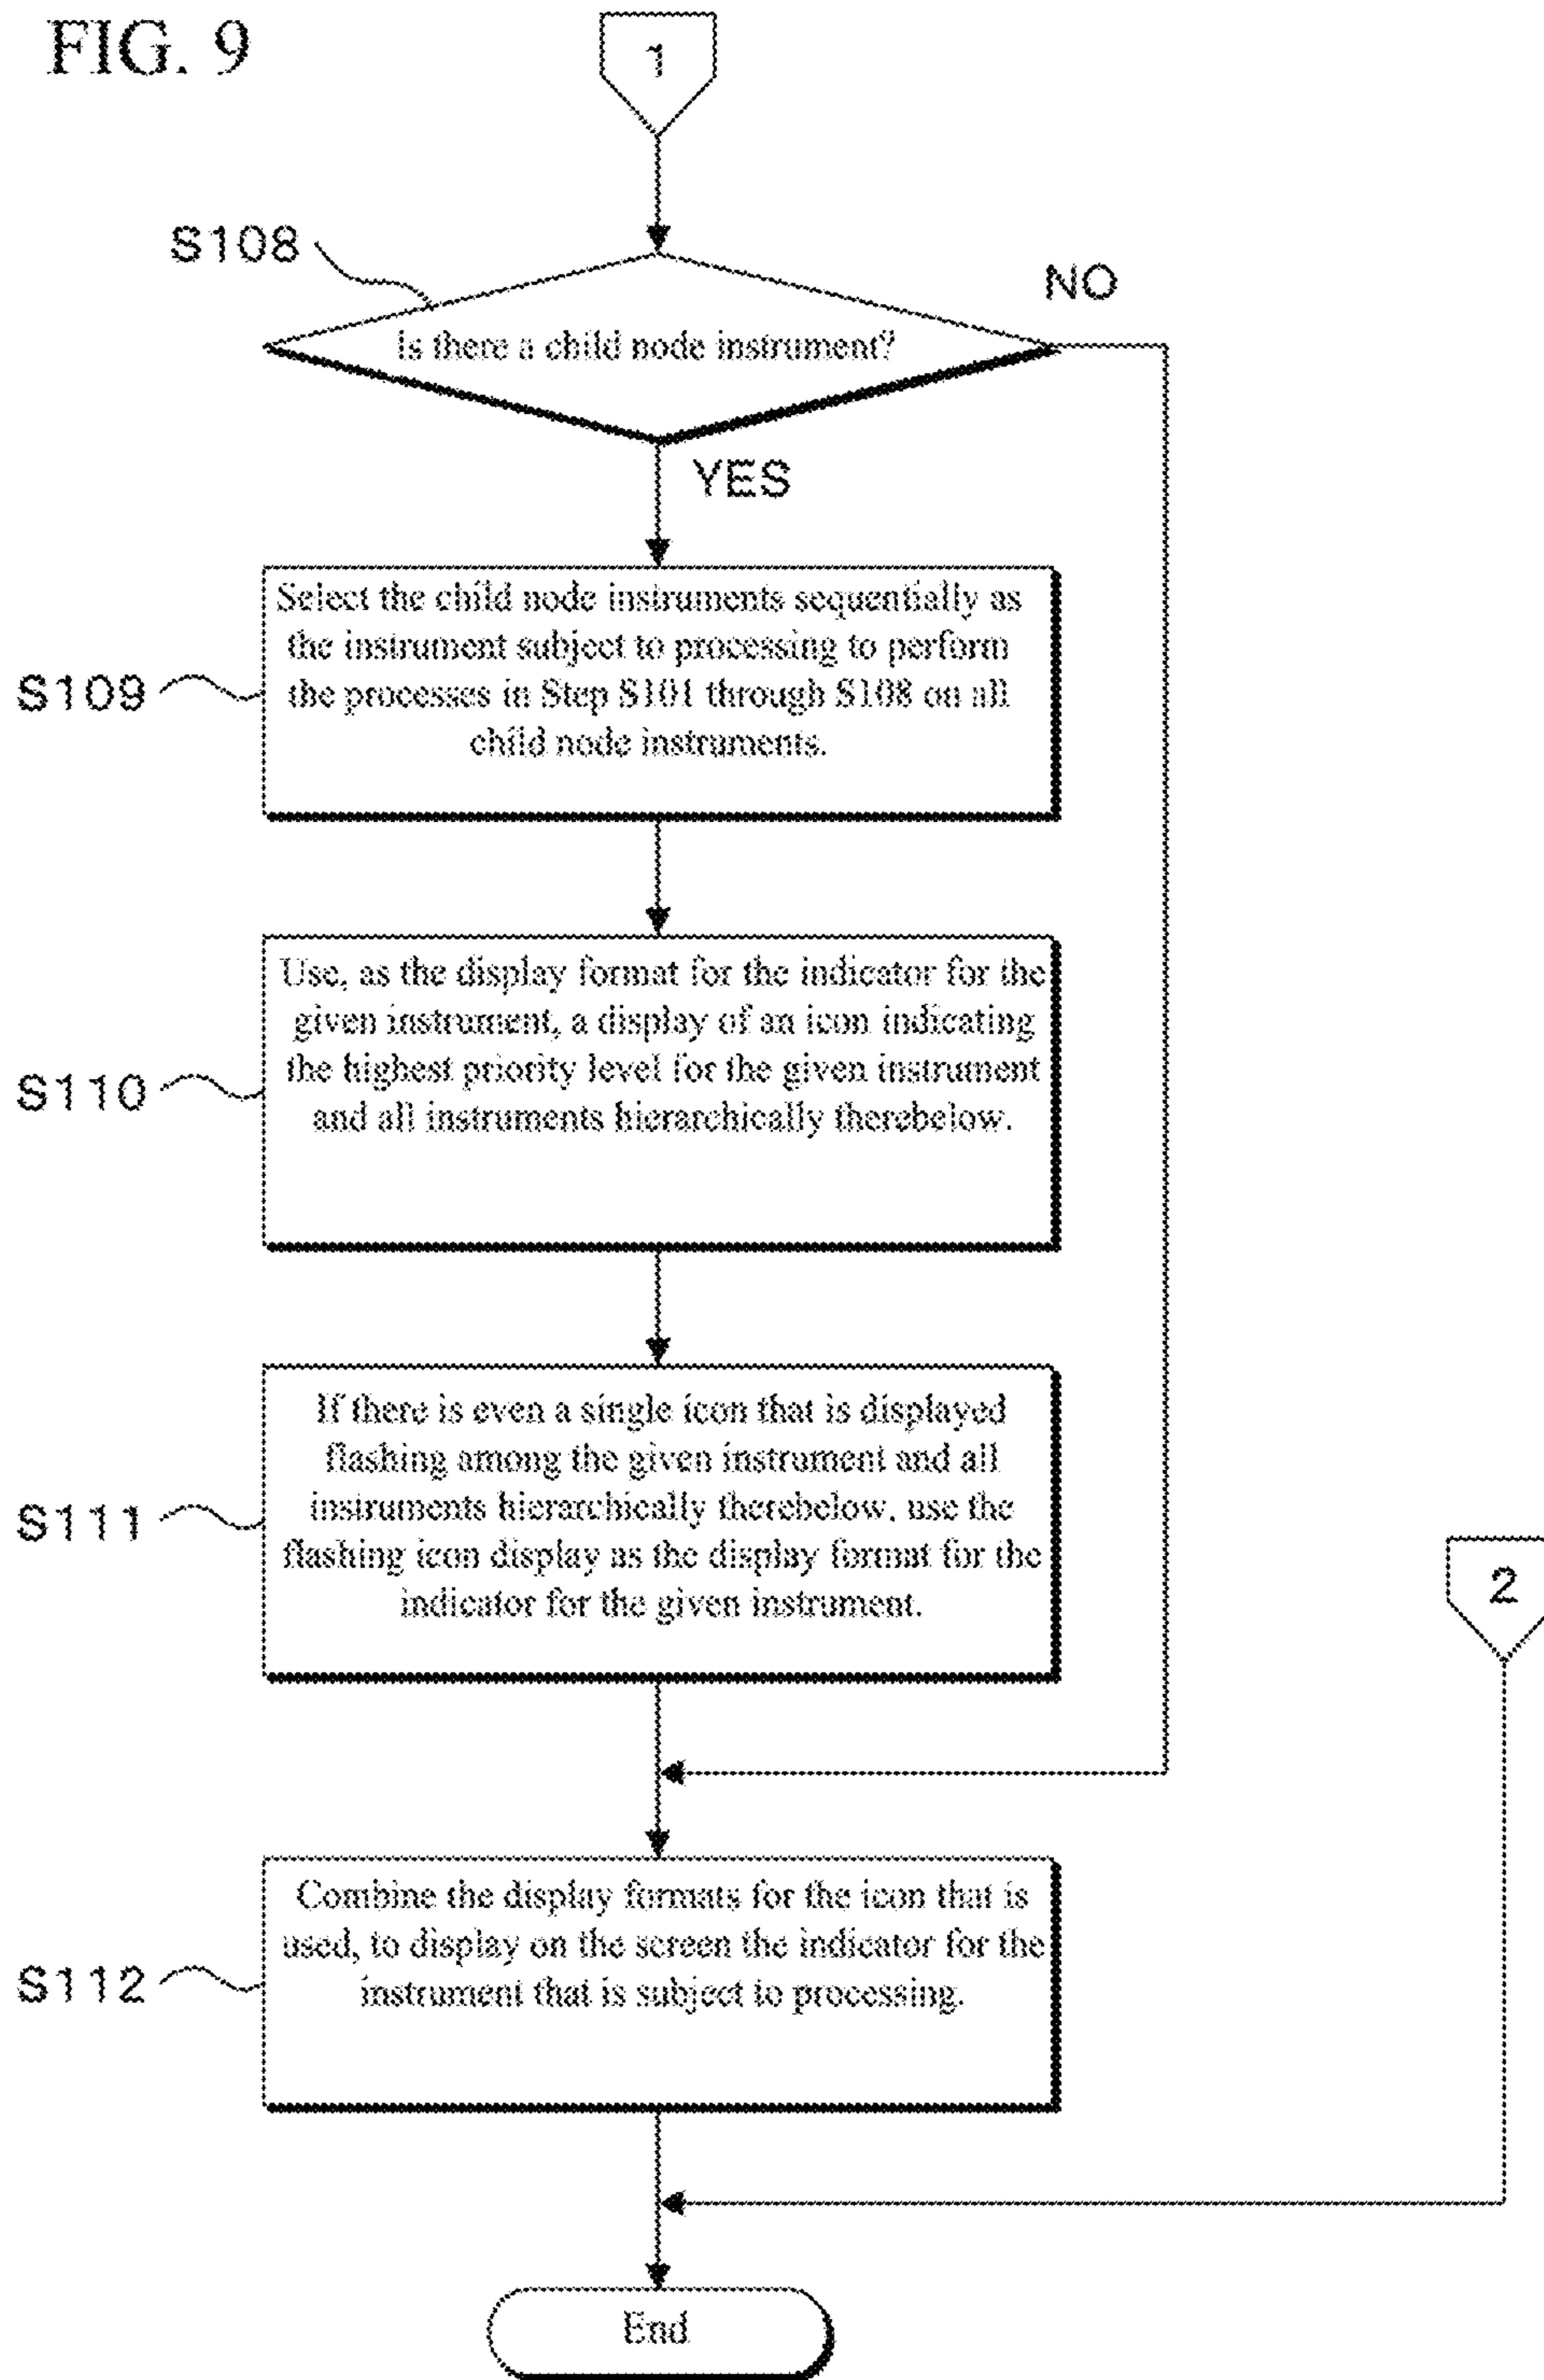 FIG. 9
1
S108
NO
Is there a child node instrument?
YES
Select the child node instruments sequentially as
the instrument subject to processing to perform
the processes in Step S101 through S108 on all
child node instruments.
S109
Use, as the display format for the indicator for the
given instrument, a display of an icon indicating
the highest priority level for the given instrument
and all instruments hierarchically therebelow.
S110
If there is even a single icon that is displayed
flashing among the given instrument and all
instruments hierarchically therebelow, use the
flashing icon display as the display format for the
indicator for the given instrument.
S111
2
Combine the display formats for the icon that is
used, to display on the screen the indicator for the
instrument that is subject to processing.
S112
End